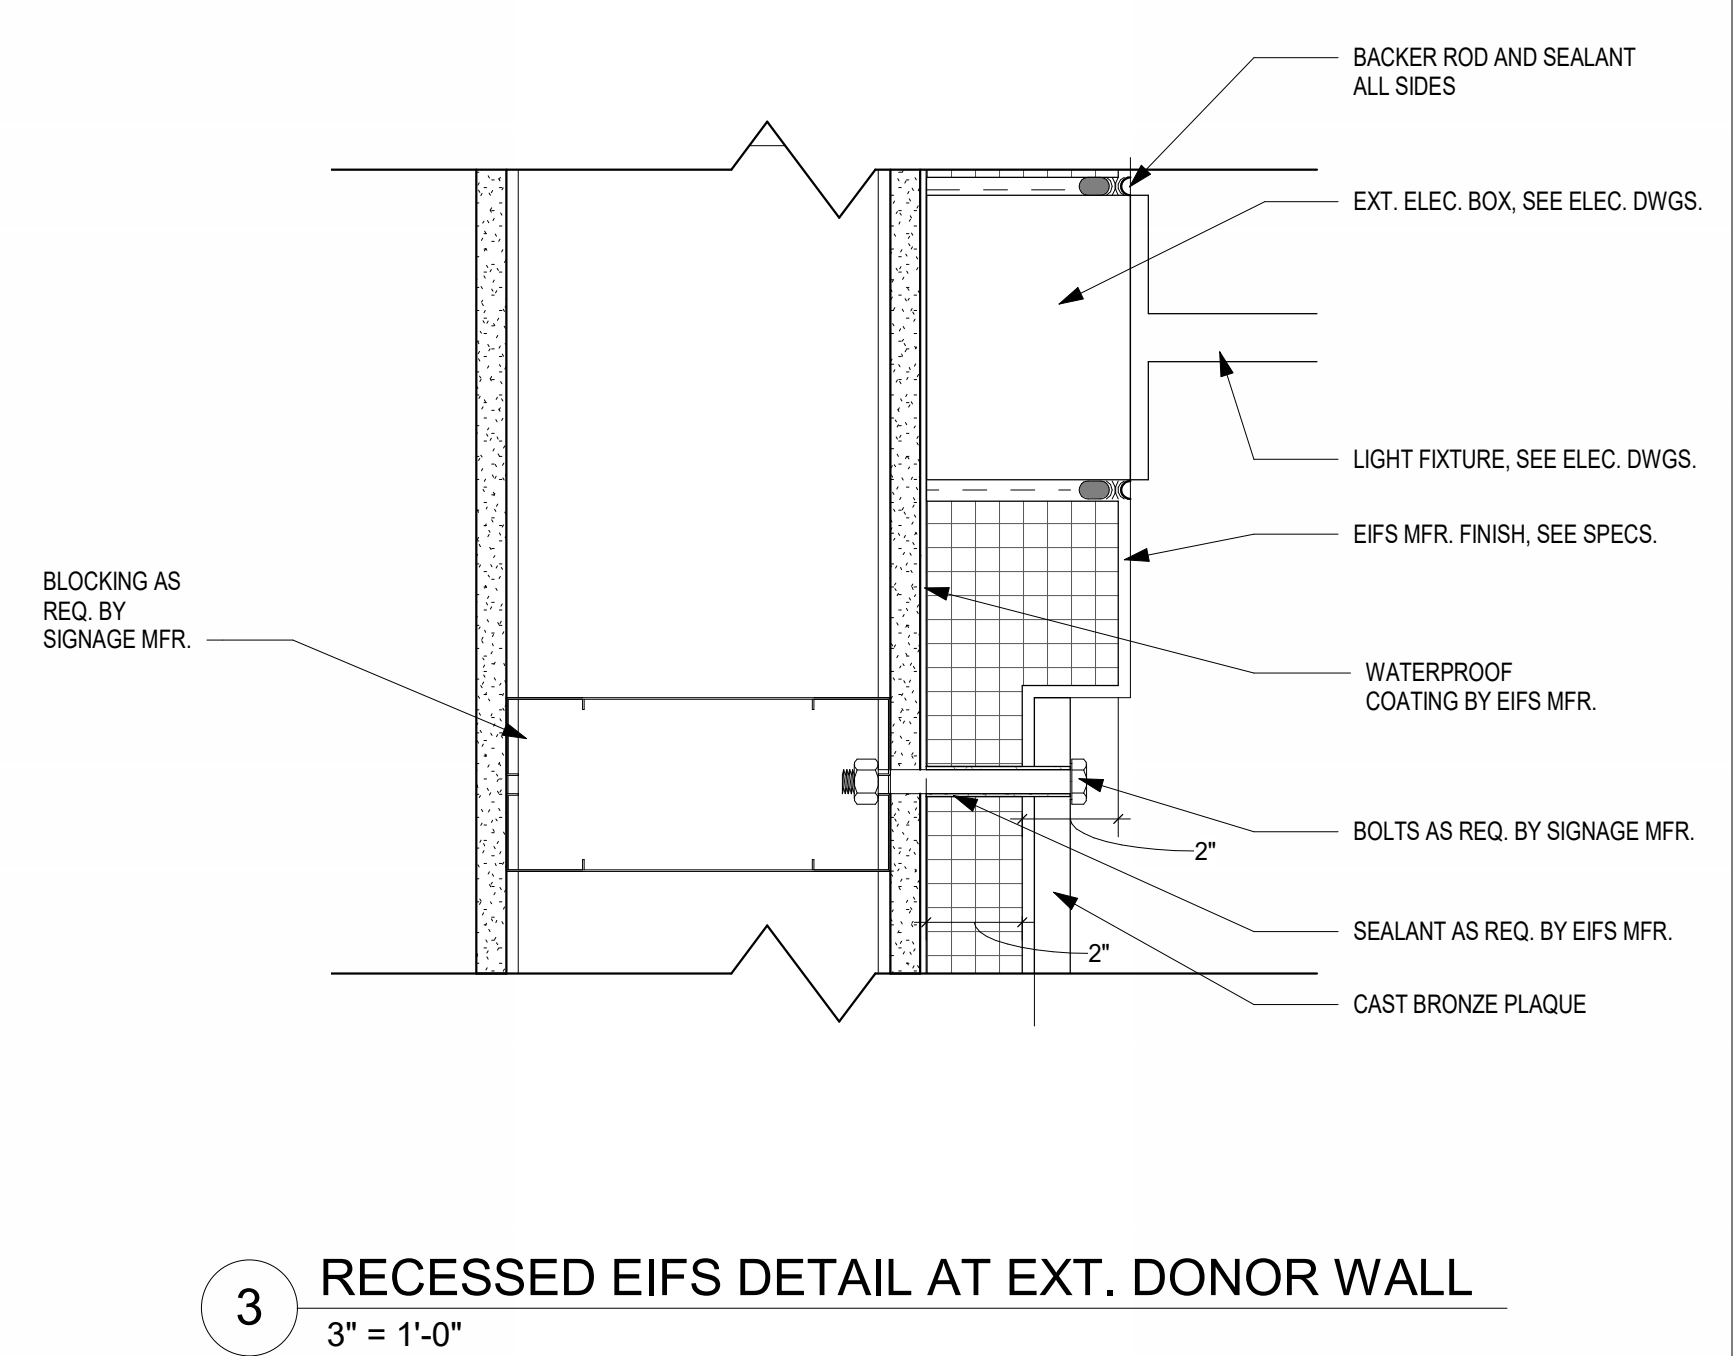 BACKER ROD AND SEALANT
ALL SIDES
EXT. ELEC. BOX, SEE ELEC. DWGS.
LIGHT FIXTURE, SEE ELEC. DWGS.
EIFS MFR. FINISH, SEE SPECS.
BLOCKING AS
REQ. BY
SIGNAGE MFR.
WATERPROOF
COATING BY EIFS MFR.
BOLTS AS REQ. BY SIGNAGE MFR.
2"
SEALANT AS REQ. BY EIFS MFR.
2"
CAST BRONZE PLAQUE
3
RECESSED EIFS DETAIL AT EXT. DONOR WALL
3" = 1'-0"